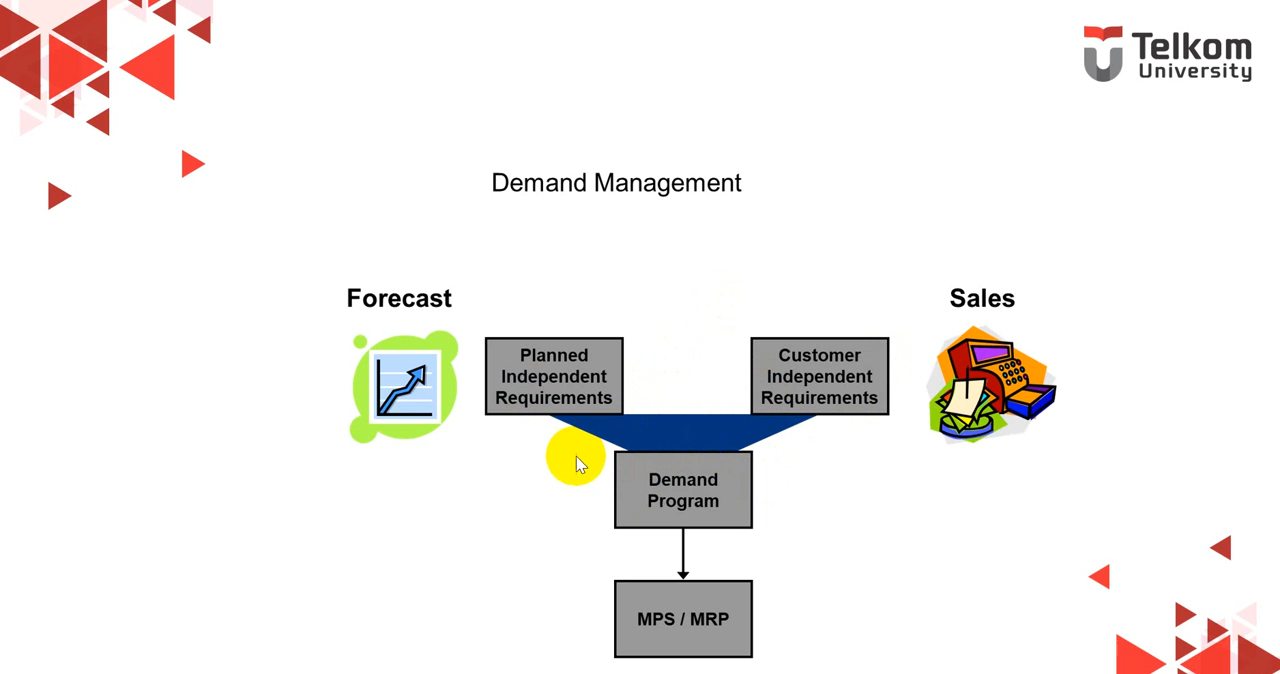 Telkom
University
Demand Management
Forecast
Sales
Planned
Independent
Requirements
Customer
Independent
Requirements
Demand
Program
MPS / MRP